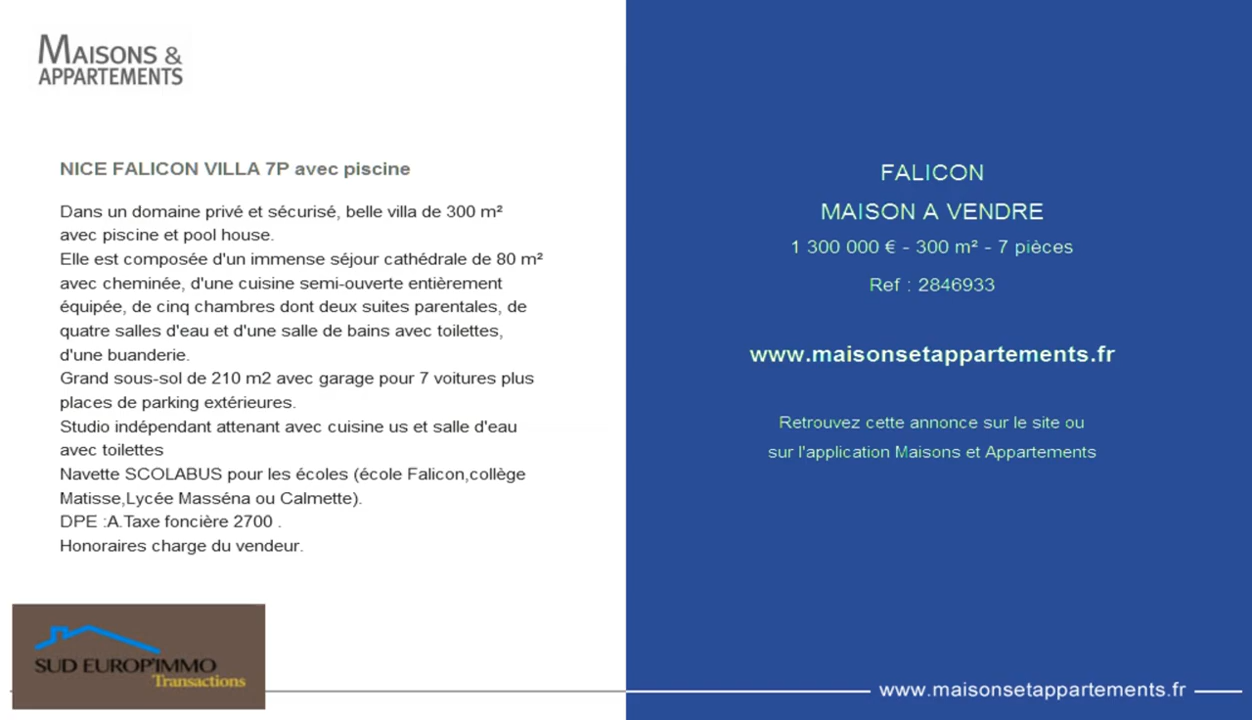 MAISONS &
APPARTEMENTS
NICE FALICON VILLA 7P avec piscine
Dans un domaine privé et sécurisé, belle villa de 300 m²
avec piscine et pool house.
Elle est composée d'un immense séjour cathédrale de 80 m²
avec cheminée, d'une cuisine semi-ouverte entièrement
équipée, de cinq chambres dont deux suites parentales, de
quatre salles d'eau et d'une salle de bains avec toilettes,
d'une buanderie.
Grand sous-sol de 210 m2 avec garage pour 7 voitures plus
places de parking extérieures.
Studio indépendant attenant avec cuisine us et salle d'eau
avec toilettes
Navette SCOLABUS pour les écoles (école Falicon,collège
Matisse,Lycée Masséna ou Calmette).
DPE :A.Taxe foncière 2700 .
Honoraires charge du vendeur.
SUD EUROP'IMMO
Transactions
FALICON
MAISON A VENDRE
1 300 000 € - 300 m² - 7 pièces
Ref : 2846933
www.maisonsetappartements.fr
Retrouvez cette annonce sur le site ou
sur l'application Maisons et Appartements
www.maisonsetappartements.fr